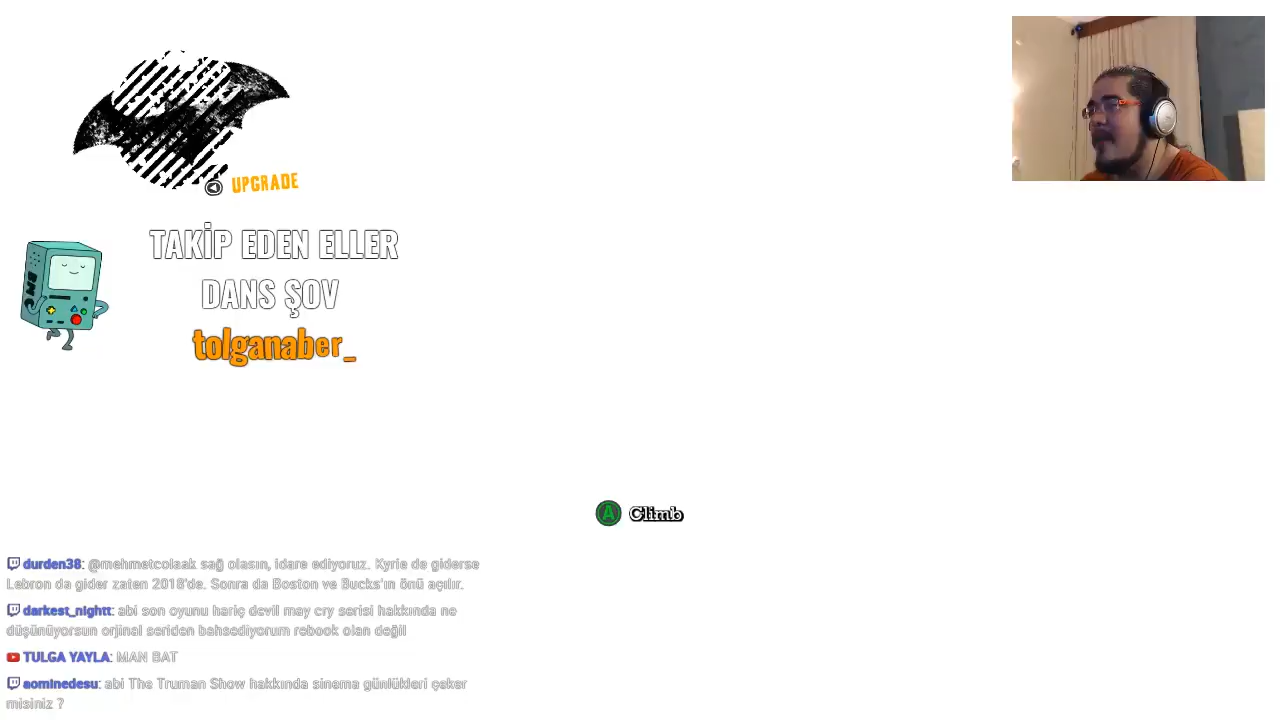 UPGRADE
TAKİP EDEN ELLER
DANS ŞOV
tolganaber_
BMO
A Climb
durden38: @mehmetcolaak sağ olasın, idare ediyoruz. Kyrie de giderse
Lebron da gider zaten 2018'de. Sonra da Boston ve Bucks'ın önü açılır.
darkest_nightt: abi son oyunu hariç devil may cry serisi hakkında ne
düşünüyorsun orjinal seriden bahsediyorum rebook olan değil
TULGA YAYLA: MAN BAT
aominedesu: abi The Truman Show hakkında sinema günlükleri çeker
misiniz ?